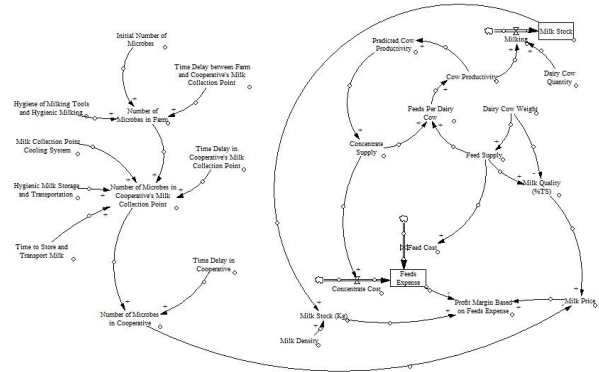 Initial Number of
Microbes
Time Delay between Farm
and Cooperative's Milk
Collection Point
Hygiene of Milking Tools
and Hygienic Milking
Number of
Microbes in Farm
Milk Collection Point
Cooling System
Time Delay in
Cooperative's Milk
Collection Point
Hygienic Milk Storage
and Transportation
Number of Microbes in
Cooperative's Milk
Collection Point
Time to Store and
Transport Milk
Time Delay in
Cooperative
Number of Microbes
in Cooperative
Predicted Cow
Productivity
Milk Stock
Milking
Cow Productivity
Dairy Cow
Quantity
Feeds Per Dairy
Cow
Dairy Cow Weight
Concentrate
Supply
Feed Supply
Milk Quality
(%TS)
Feed Cost
Feeds
Expense
Concentrate Cost
Milk Stock (Kg)
Profit Margin Based
on Feeds Expense
Milk Price
Milk Density